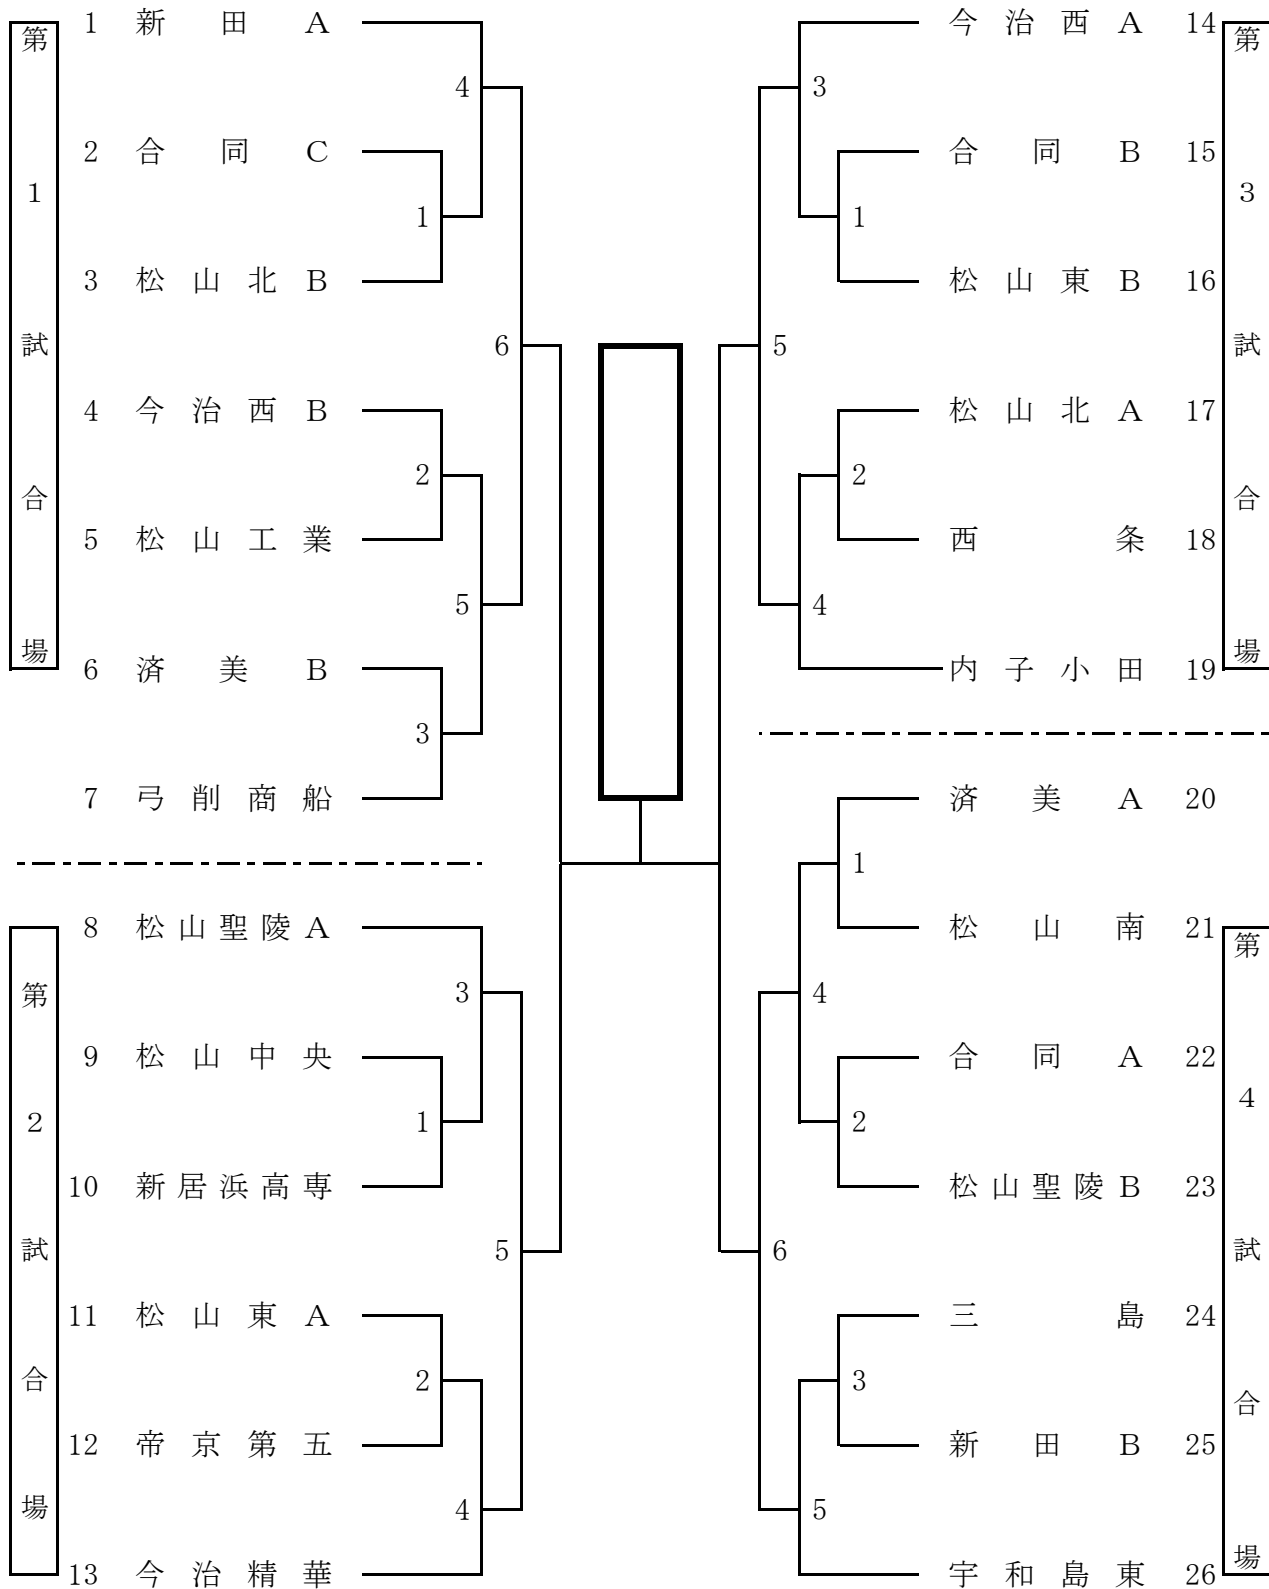 第1試合場
1 新田A
2 合同C
3 松山北B
4 今治西B
5 松山工業
6 済美B
7 弓削商船
4
1
6
2
5
3
第2試合場
8 松山聖陵A
9 松山中央
10 新居浜高専
11 松山東A
12 帝京第五
13 今治精華
3
1
5
2
4
第3試合場
今治西A 14
合同B 15
松山東B 16
松山北A 17
西条 18
内子小田 19
3
1
5
2
4
第4試合場
済美A 20
松山南 21
合同A 22
松山聖陵B 23
三島 24
新田B 25
宇和島東 26
1
4
2
6
3
5